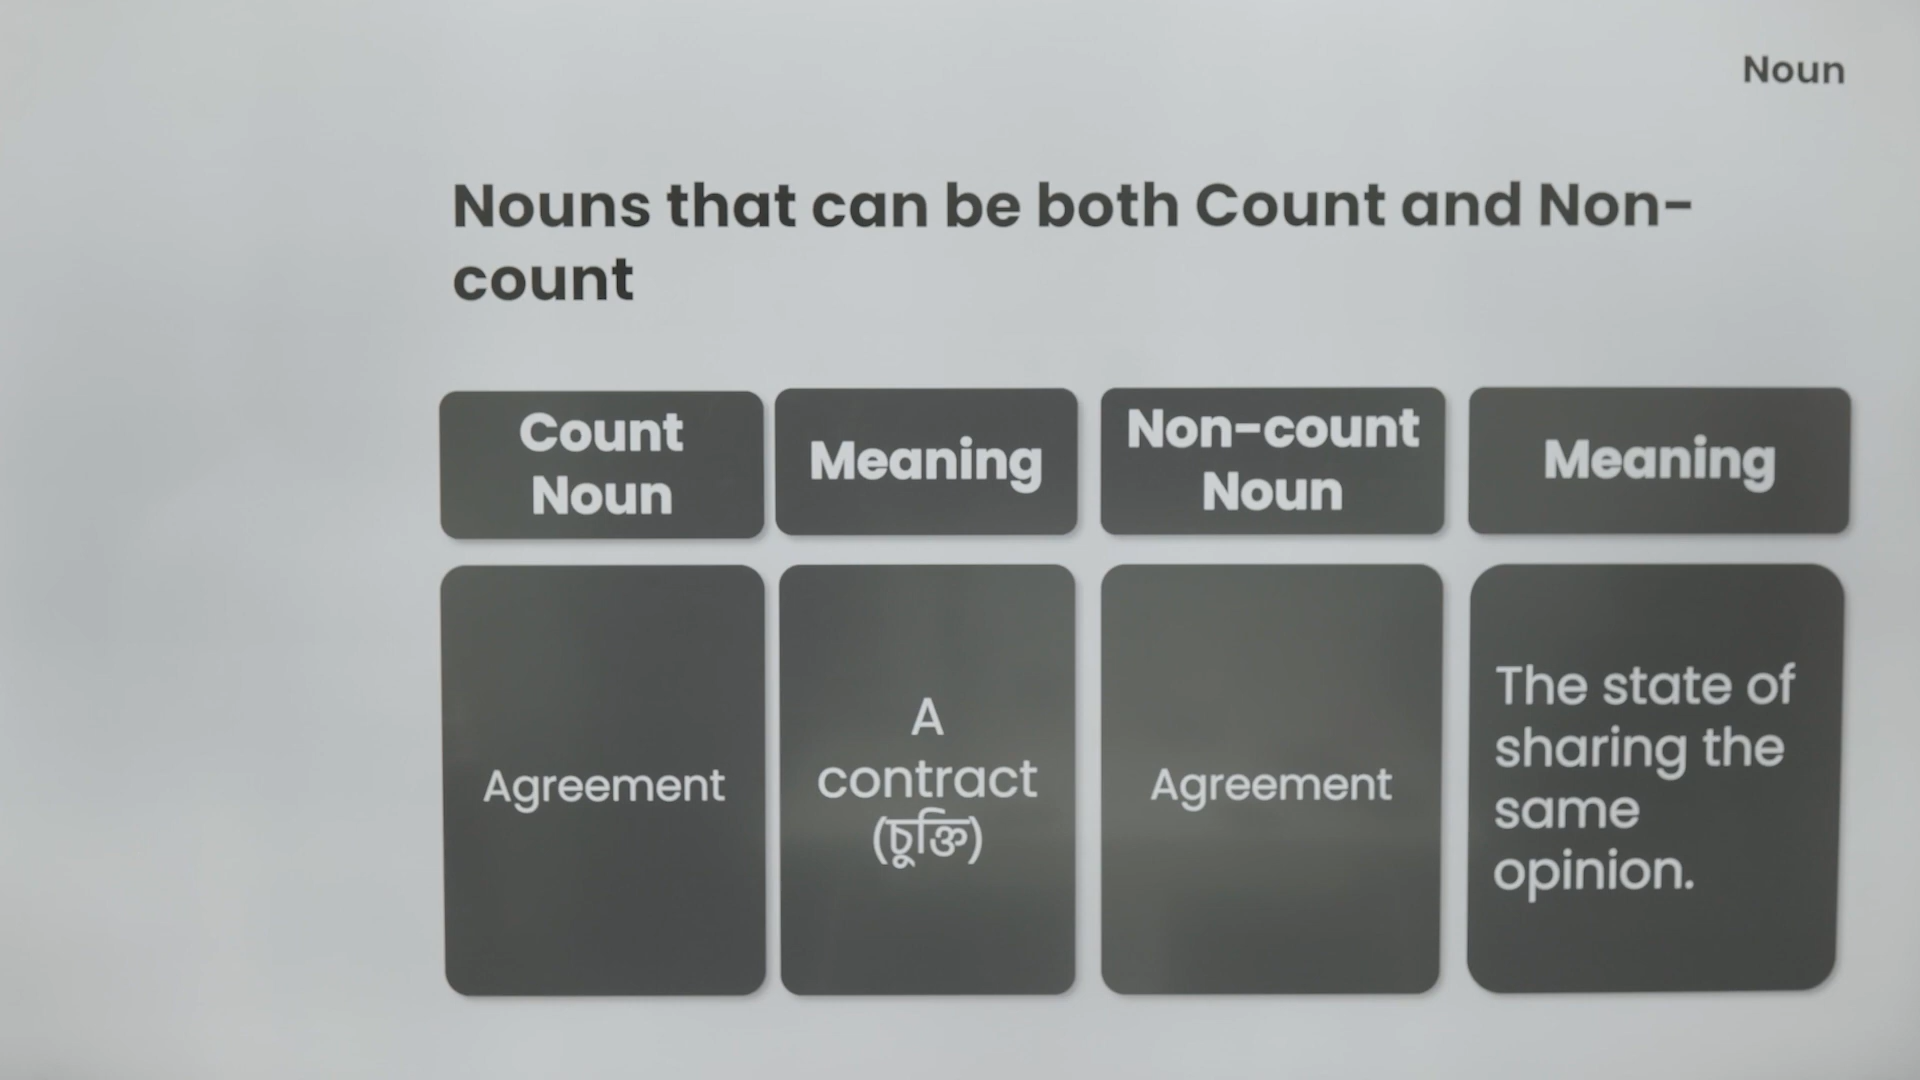 Noun
Nouns that can be both Count and Non-
count
Count
Noun
Meaning
Non-count
Noun
Meaning
Agreement
A
contract
(চুক্তি)
Agreement
The state of
sharing the
same
opinion.